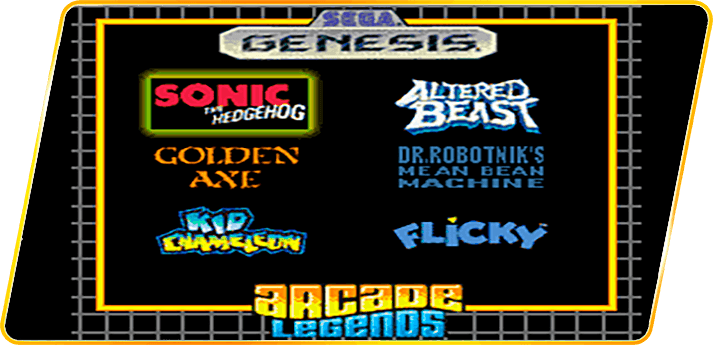 SEGA
GENESIS
SONIC
THE
HEDGEHOG
ALTERED
BEAST
GOLDEN
AXE
DR. ROBOTNIK'S
MEAN BEAN
MACHINE
KID
CHAMELEON
FLiCKY
ARCADE
LEGENDS